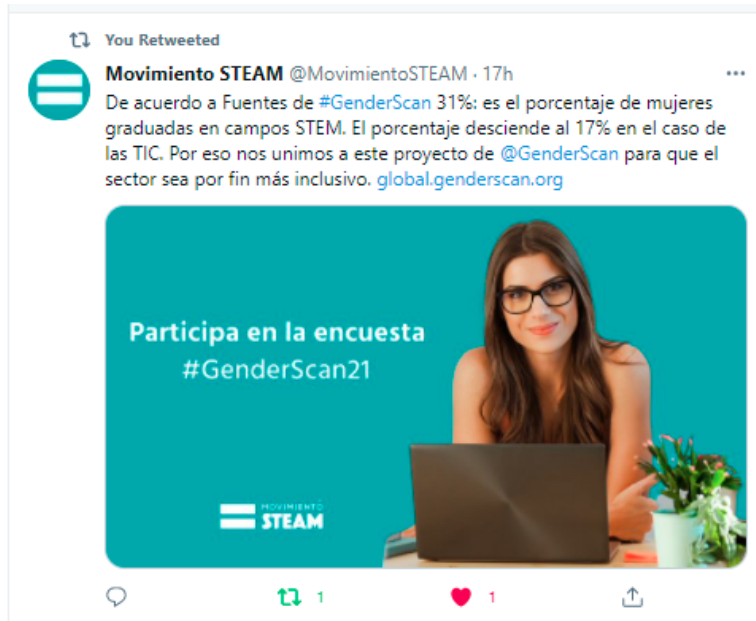 You Retweeted
Movimiento STEAM @MovimientoSTEAM · 17h
De acuerdo a Fuentes de #GenderScan 31%: es el porcentaje de mujeres
graduadas en campos STEM. El porcentaje desciende al 17% en el caso de
las TIC. Por eso nos unimos a este proyecto de @GenderScan para que el
sector sea por fin más inclusivo. global.genderscan.org
Participa en la encuesta
#GenderScan21
MOVIMIENTO
STEAM
1
1